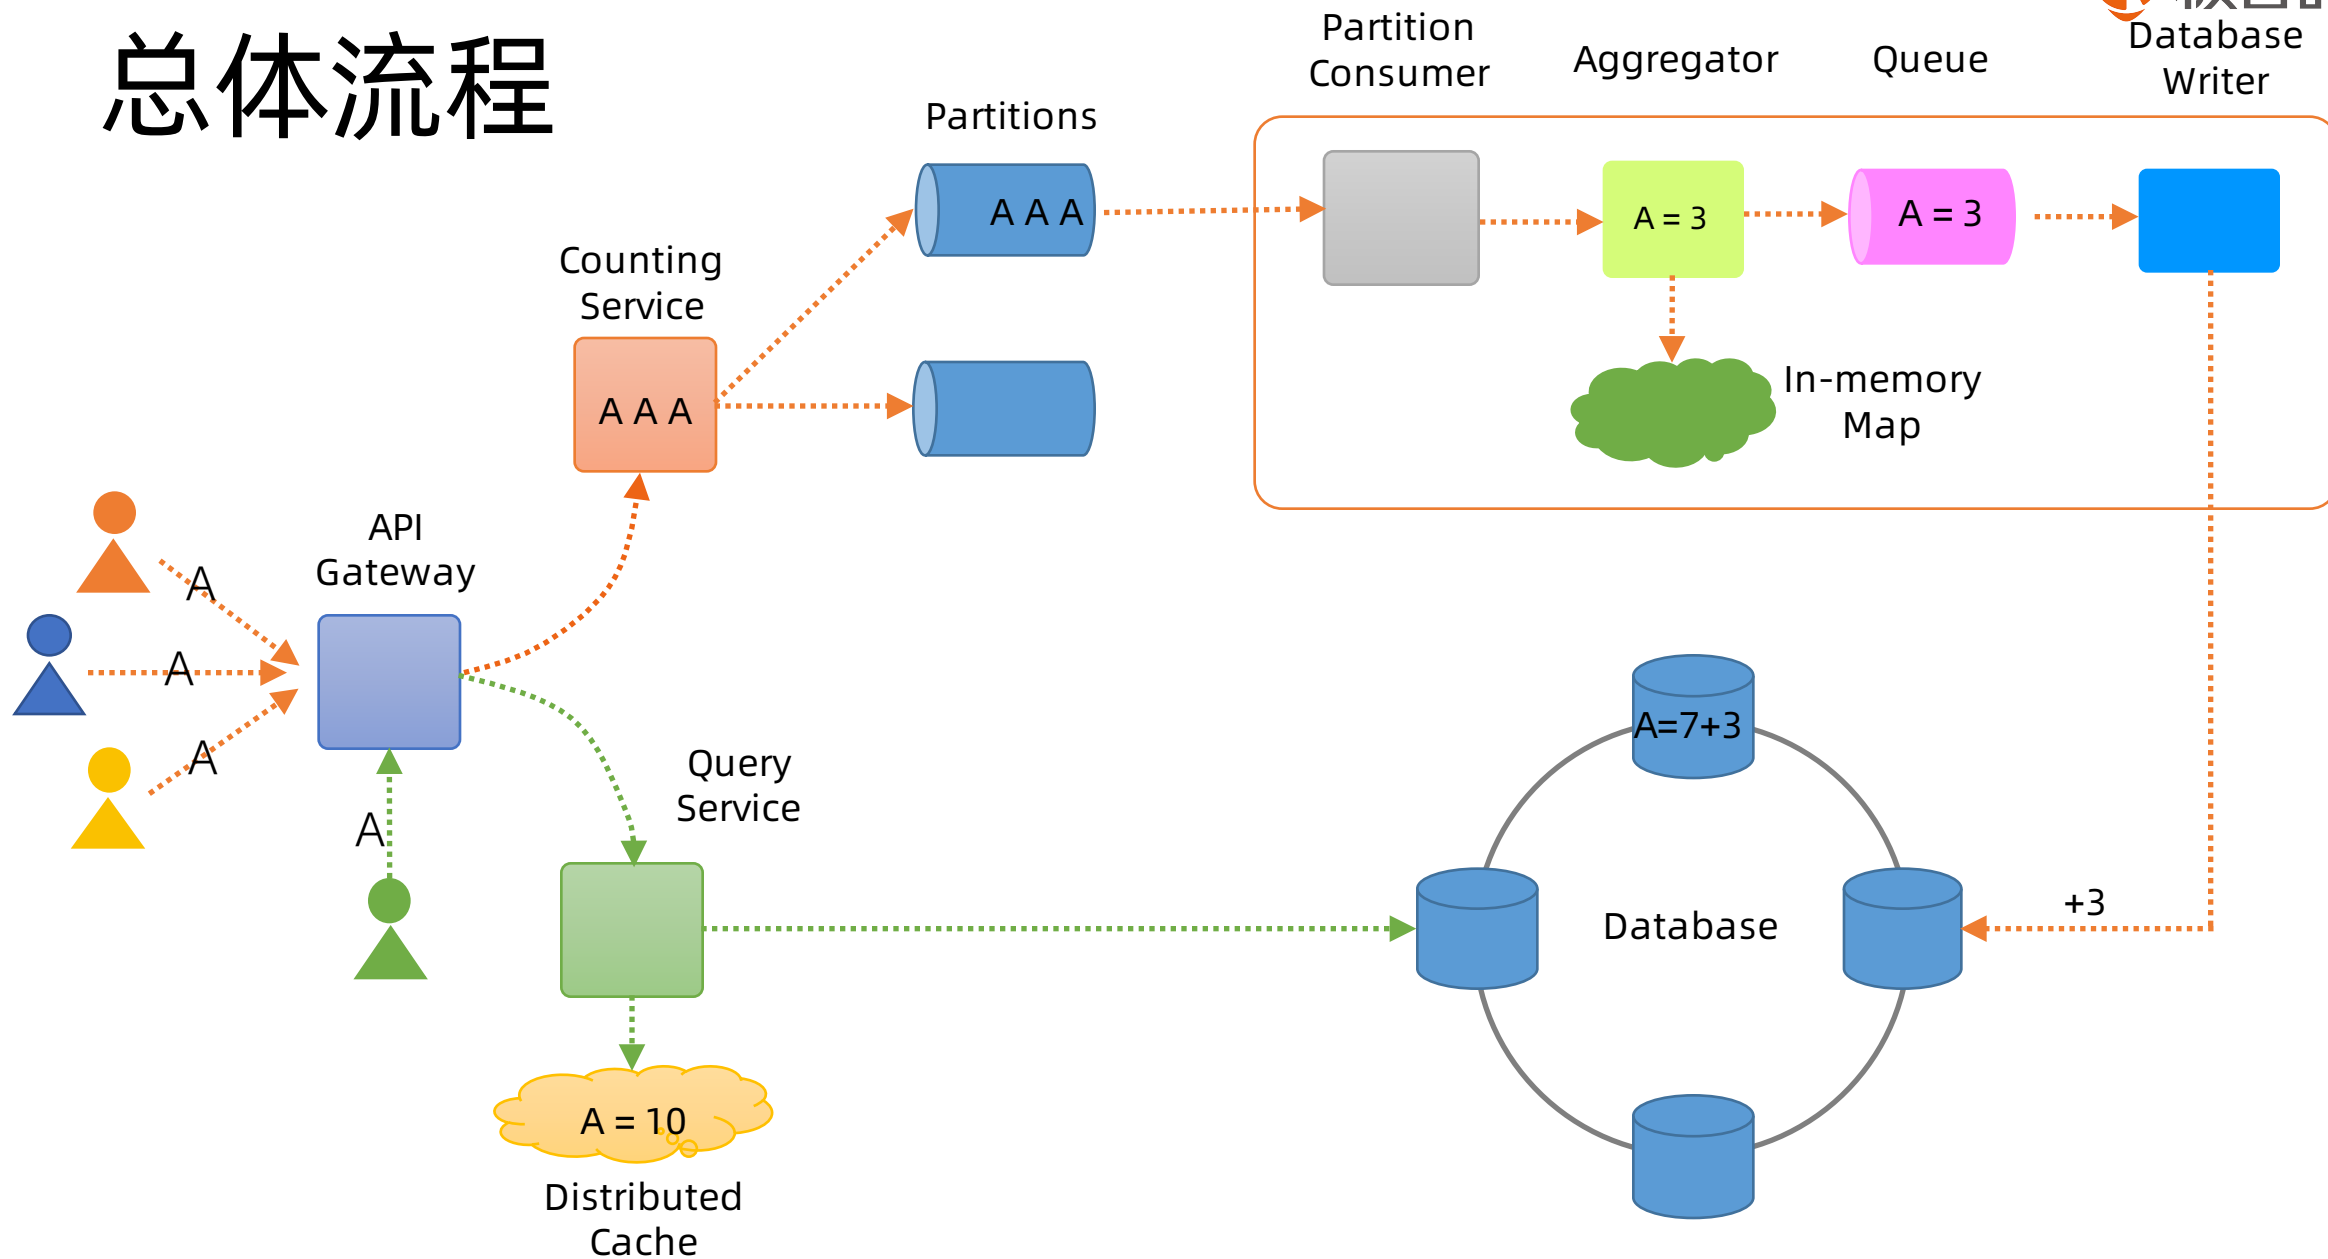 总体流程
Partition
Consumer
Aggregator
Queue
Database
Writer
Partitions
A A A
A = 3
A = 3
Counting
Service
A A A
In-memory
Map
API
Gateway
A
A
A
A
Query
Service
A=7+3
Database
+3
A = 10
Distributed
Cache